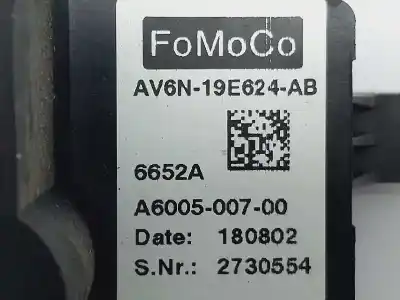 FoMoCo
AV6N-19E624-AB
6652A
A6005-007-00
Date: 180802
S.Nr.: 2730554